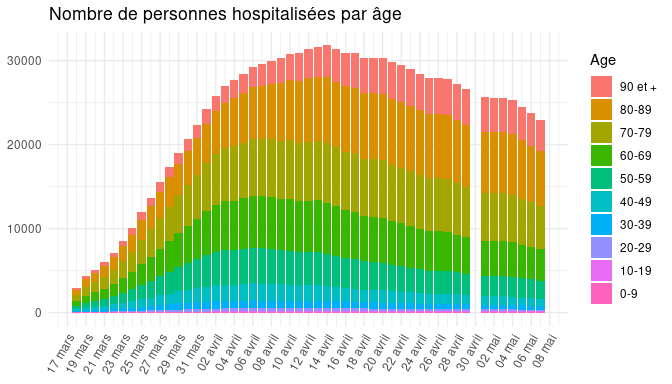 Nombre de personnes hospitalisées par âge
30000
20000
10000
0
17 mars
19 mars
21 mars
23 mars
25 mars
27 mars
29 mars
31 mars
02 avril
04 avril
06 avril
08 avril
10 avril
12 avril
14 avril
16 avril
18 avril
20 avril
22 avril
24 avril
26 avril
28 avril
30 avril
02 mai
04 mai
06 mai
08 mai
Age
90 et +
80-89
70-79
60-69
50-59
40-49
30-39
20-29
10-19
0-9